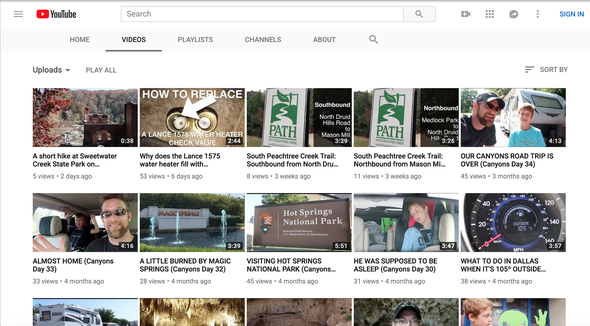 YouTube
Search
SIGN IN
HOME
VIDEOS
PLAYLISTS
CHANNELS
ABOUT
Uploads
PLAY ALL
SORT BY
HOW TO REPLACE
A LANCE 1575 WATER HEATER
CHECK VALVE
PATH
Southbound
North Druid
Hills Road
to
Mason Mill
PATH
Northbound
Medlock Park
to
North Druid
0:38
2:44
3:29
3:26
4:13
A short hike at Sweetwater
Creek State Park on...
5 views • 2 days ago
Why does the Lance 1575
water heater fill with...
53 views • 6 days ago
South Peachtree Creek Trail:
Southbound from North Dru...
8 views • 3 weeks ago
South Peachtree Creek Trail:
Northbound from Mason Mi...
11 views • 3 weeks ago
OUR CANYONS ROAD TRIP IS
OVER (Canyons Day 34)
45 views • 3 months ago
MAGIC SPRINGS
Hot Springs
National Park
OUTSIDE
105
4:16
3:39
5:51
3:47
3:57
ALMOST HOME (Canyons
Day 33)
33 views • 4 months ago
A LITTLE BURNED BY MAGIC
SPRINGS (Canyons Day 32)
28 views • 4 months ago
VISITING HOT SPRINGS
NATIONAL PARK (Canyons...
45 views • 4 months ago
HE WAS SUPPOSED TO BE
ASLEEP (Canyons Day 30)
31 views • 4 months ago
WHAT TO DO IN DALLAS
WHEN IT'S 105º OUTSIDE...
38 views • 4 months ago